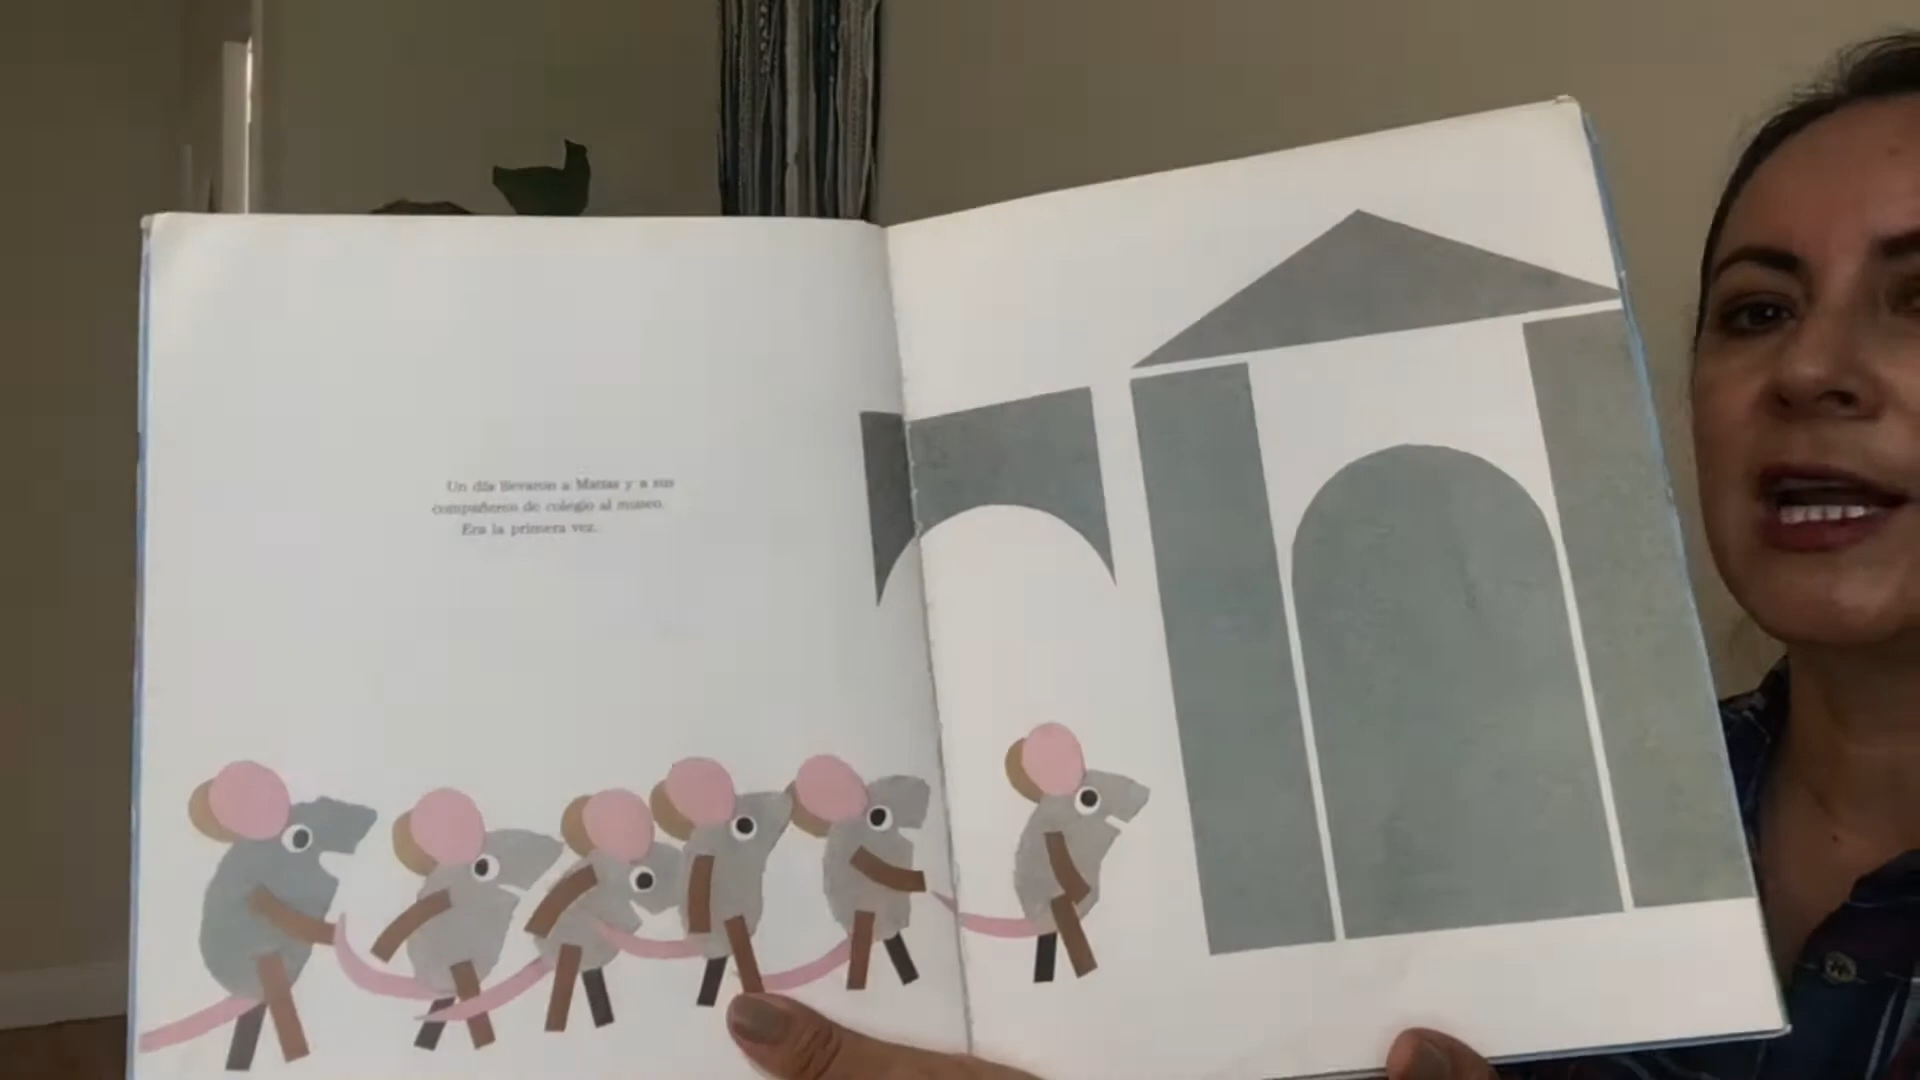 Un día llevaron a Matías y a sus
compañeros de colegio al museo.
Era la primera vez.